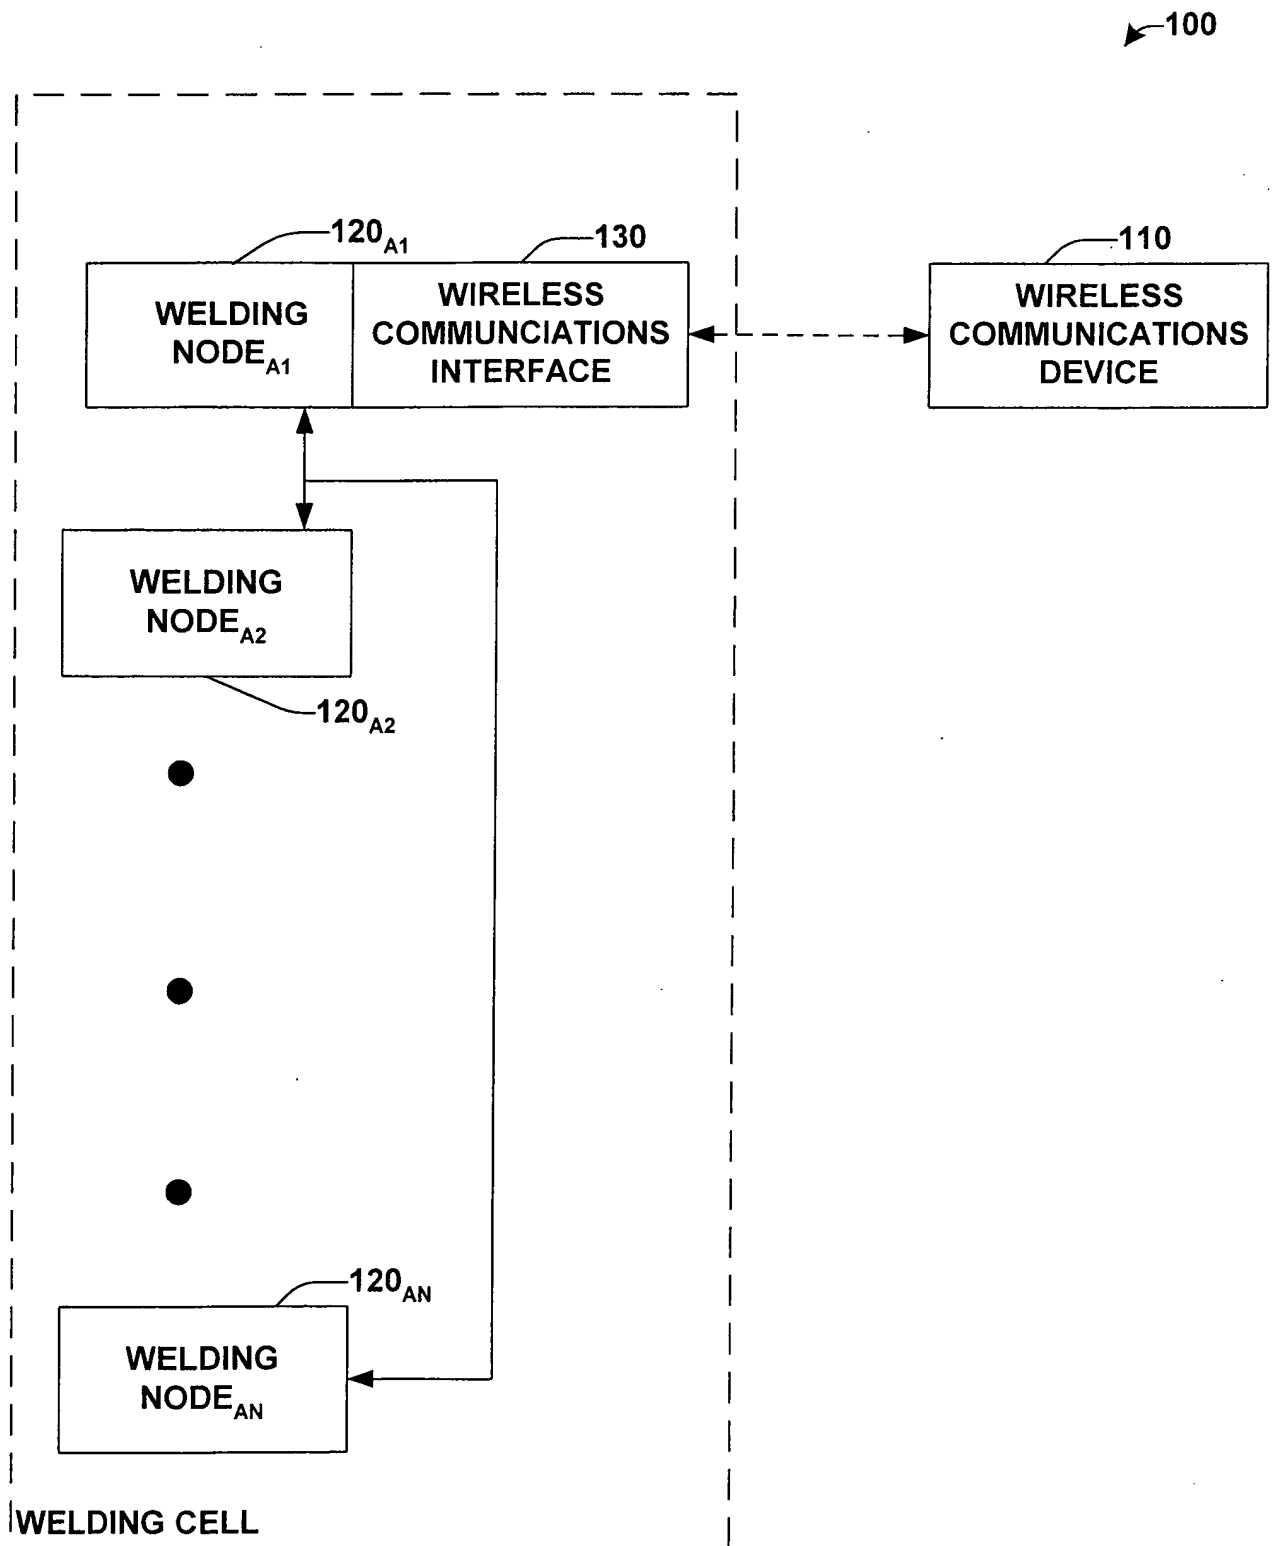 100
120A1
130
110
WELDING
NODEA1
WIRELESS
COMMUNCIATIONS
INTERFACE
WIRELESS
COMMUNICATIONS
DEVICE
WELDING
NODEA2
120A2
120AN
WELDING
NODEAN
WELDING CELL